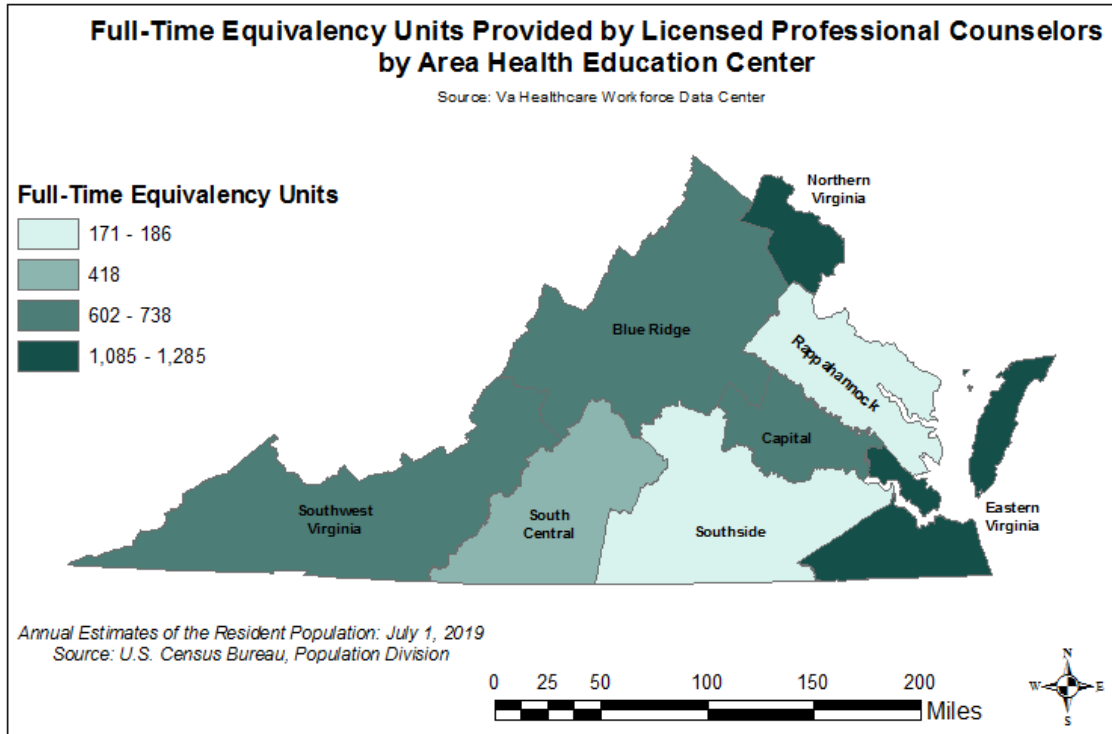 Full-Time Equivalency Units Provided by Licensed Professional Counselors
by Area Health Education Center
Source: Va Healthcare Workforce Data Center
Full-Time Equivalency Units
171 - 186
418
602 - 738
1,085 - 1,285
Northern
Virginia
Blue Ridge
Rappahannock
Capital
Southwest
Virginia
South
Central
Southside
Eastern
Virginia
Annual Estimates of the Resident Population: July 1, 2019
Source: U.S. Census Bureau, Population Division
0 25 50 100 150 200
Miles
N
W E
S